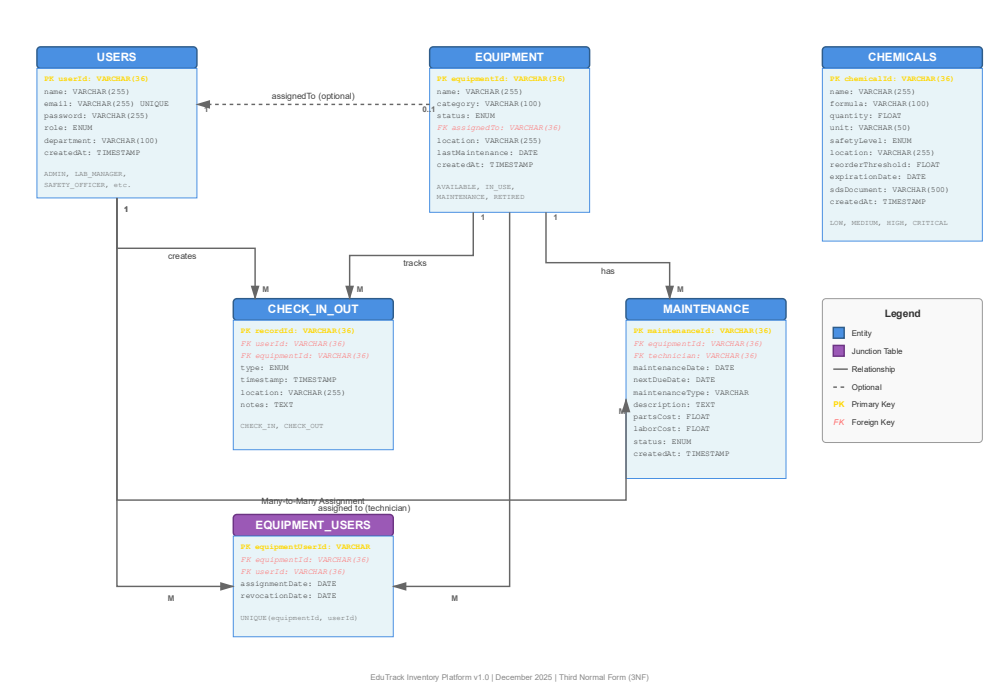 USERS
PK userId: VARCHAR(36)
name: VARCHAR(255)
email: VARCHAR(255) UNIQUE
password: VARCHAR(255)
role: ENUM
department: VARCHAR(100)
createdAt: TIMESTAMP
ADMIN, LAB_MANAGER,
SAFETY_OFFICER, etc.
assignedTo (optional)
1
0..1
EQUIPMENT
PK equipmentId: VARCHAR(36)
name: VARCHAR(255)
category: VARCHAR(100)
status: ENUM
FK assignedTo: VARCHAR(36)
location: VARCHAR(255)
lastMaintenance: DATE
createdAt: TIMESTAMP
AVAILABLE, IN_USE,
MAINTENANCE, RETIRED
CHEMICALS
PK chemicalId: VARCHAR(36)
name: VARCHAR(255)
formula: VARCHAR(100)
quantity: FLOAT
unit: VARCHAR(50)
safetyLevel: ENUM
location: VARCHAR(255)
reorderThreshold: FLOAT
expirationDate: DATE
sdsDocument: VARCHAR(500)
createdAt: TIMESTAMP
LOW, MEDIUM, HIGH, CRITICAL
1
1
1
creates
tracks
has
M
M
M
CHECK_IN_OUT
PK recordId: VARCHAR(36)
FK userId: VARCHAR(36)
FK equipmentId: VARCHAR(36)
type: ENUM
timestamp: TIMESTAMP
location: VARCHAR(255)
notes: TEXT
CHECK_IN, CHECK_OUT
MAINTENANCE
PK maintenanceId: VARCHAR(36)
FK equipmentId: VARCHAR(36)
FK technician: VARCHAR(36)
maintenanceDate: DATE
nextDueDate: DATE
maintenanceType: VARCHAR
description: TEXT
partsCost: FLOAT
laborCost: FLOAT
status: ENUM
createdAt: TIMESTAMP
M
Legend
Entity
Junction Table
Relationship
Optional
PK Primary Key
FK Foreign Key
Many-to-Many Assignment
assigned to (technician)
EQUIPMENT_USERS
PK equipmentUserId: VARCHAR
FK equipmentId: VARCHAR(36)
FK userId: VARCHAR(36)
assignmentDate: DATE
revocationDate: DATE
UNIQUE(equipmentId, userId)
M
M
EduTrack Inventory Platform v1.0 | December 2025 | Third Normal Form (3NF)